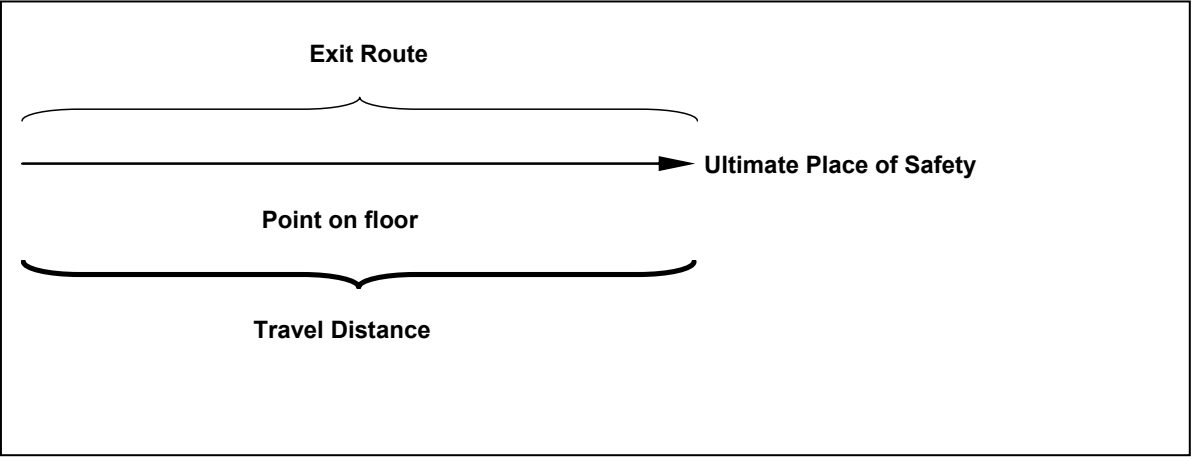 Exit Route
Ultimate Place of Safety
Point on floor
Travel Distance